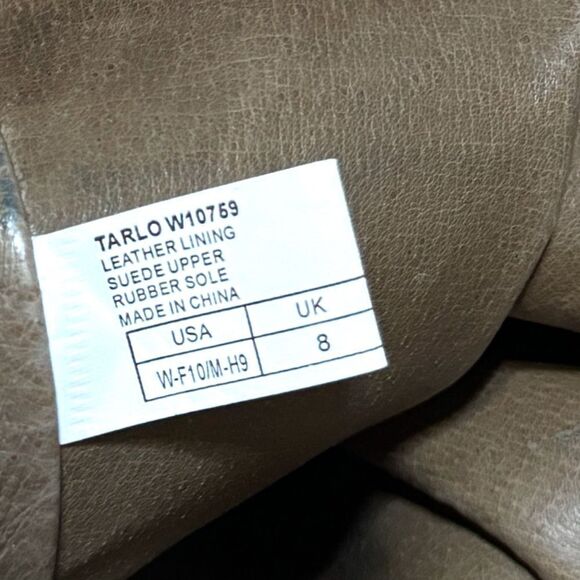 TARLO W10759
LEATHER LINING
SUEDE UPPER
RUBBER SOLE
MADE IN CHINA
USA UK
W-F10/M-H9 8